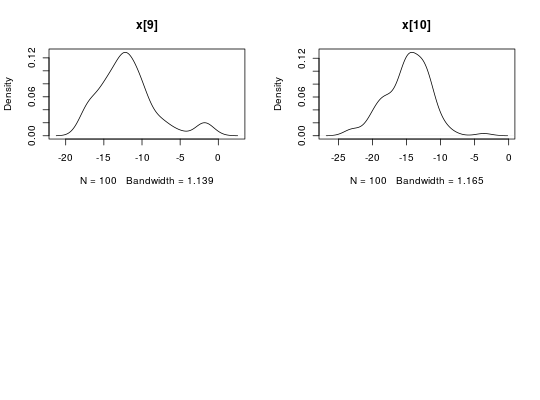 x[9]
Density
0.00 0.06 0.12
-20 -15 -10 -5 0
N = 100 Bandwidth = 1.139
x[10]
Density
0.00 0.06 0.12
-25 -20 -15 -10 -5 0
N = 100 Bandwidth = 1.165